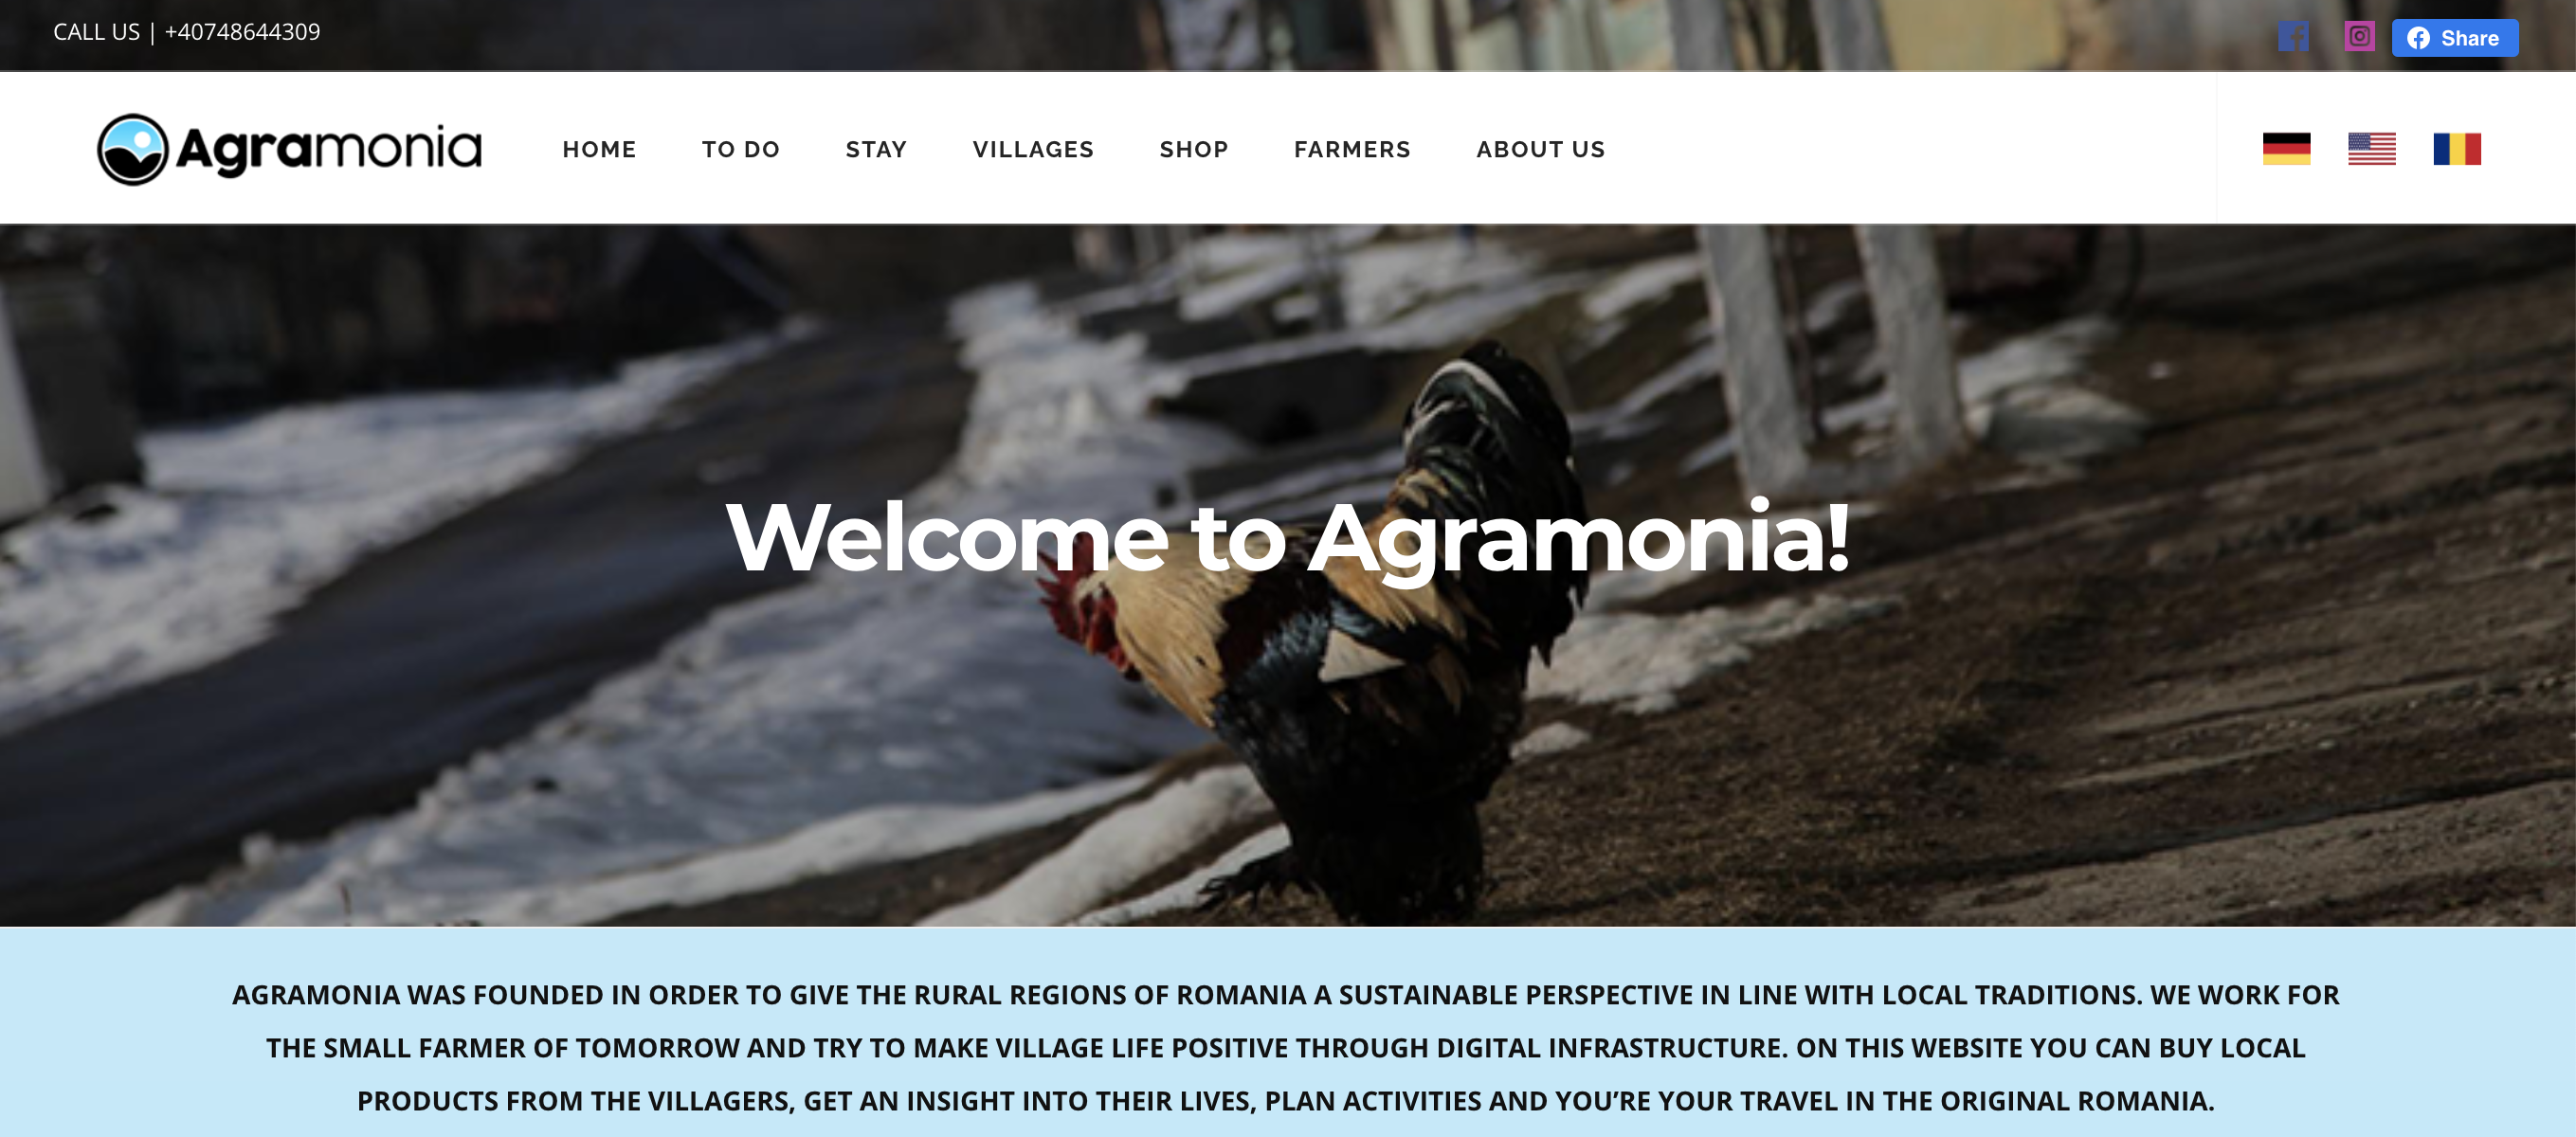 CALL US | +40748644309
Share
Agramonia
HOME TO DO STAY VILLAGES SHOP FARMERS ABOUT US
Welcome to Agramonia!
AGRAMONIA WAS FOUNDED IN ORDER TO GIVE THE RURAL REGIONS OF ROMANIA A SUSTAINABLE PERSPECTIVE IN LINE WITH LOCAL TRADITIONS. WE WORK FOR
THE SMALL FARMER OF TOMORROW AND TRY TO MAKE VILLAGE LIFE POSITIVE THROUGH DIGITAL INFRASTRUCTURE. ON THIS WEBSITE YOU CAN BUY LOCAL
PRODUCTS FROM THE VILLAGERS, GET AN INSIGHT INTO THEIR LIVES, PLAN ACTIVITIES AND YOU’RE YOUR TRAVEL IN THE ORIGINAL ROMANIA.